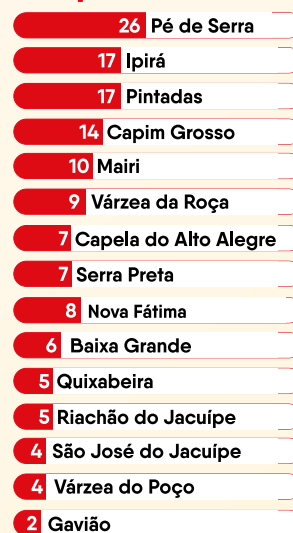 26 Pé de Serra
17 Ipirá
17 Pintadas
14 Capim Grosso
10 Mairi
9 Várzea da Roça
7 Capela do Alto Alegre
7 Serra Preta
8 Nova Fátima
6 Baixa Grande
5 Quixabeira
5 Riachão do Jacuípe
4 São José do Jacuípe
4 Várzea do Poço
2 Gavião